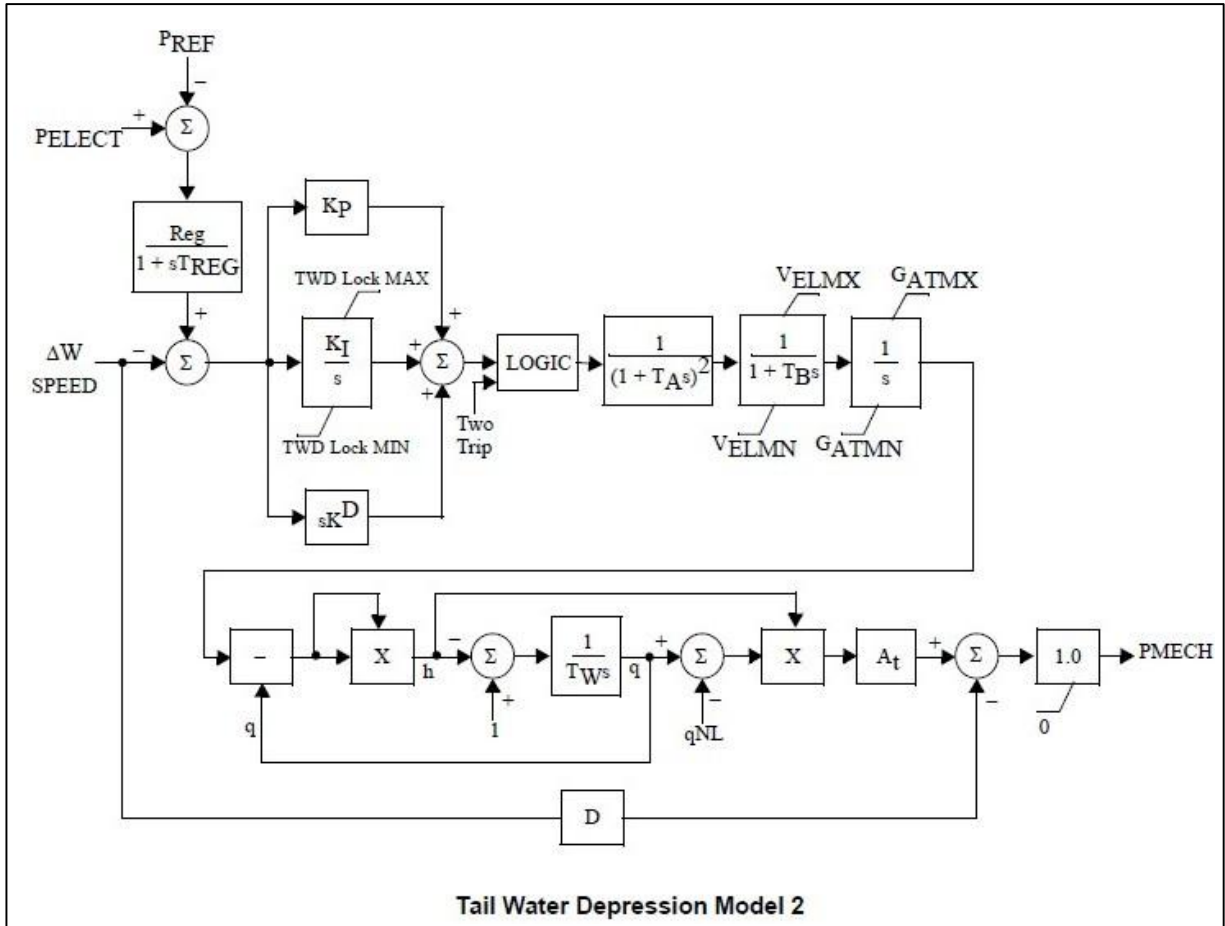 PREF
−
+
PELECT
Σ
Reg
1 + sTREG
+
ΔW
SPEED
−
Σ
KP
TWD Lock MAX
KI
s
TWD Lock MIN
sKD
+
+
+
Σ
LOGIC
Two
Trip
1
(1 + TAs)2
VELMX
1
1 + TBs
VELMN
GATMX
1
s
GATMN
−
q
X
h
−
Σ
+
1
1
TWs
q
+
Σ
−
qNL
X
At
+
Σ
−
1.0
0
PMECH
D
Tail Water Depression Model 2